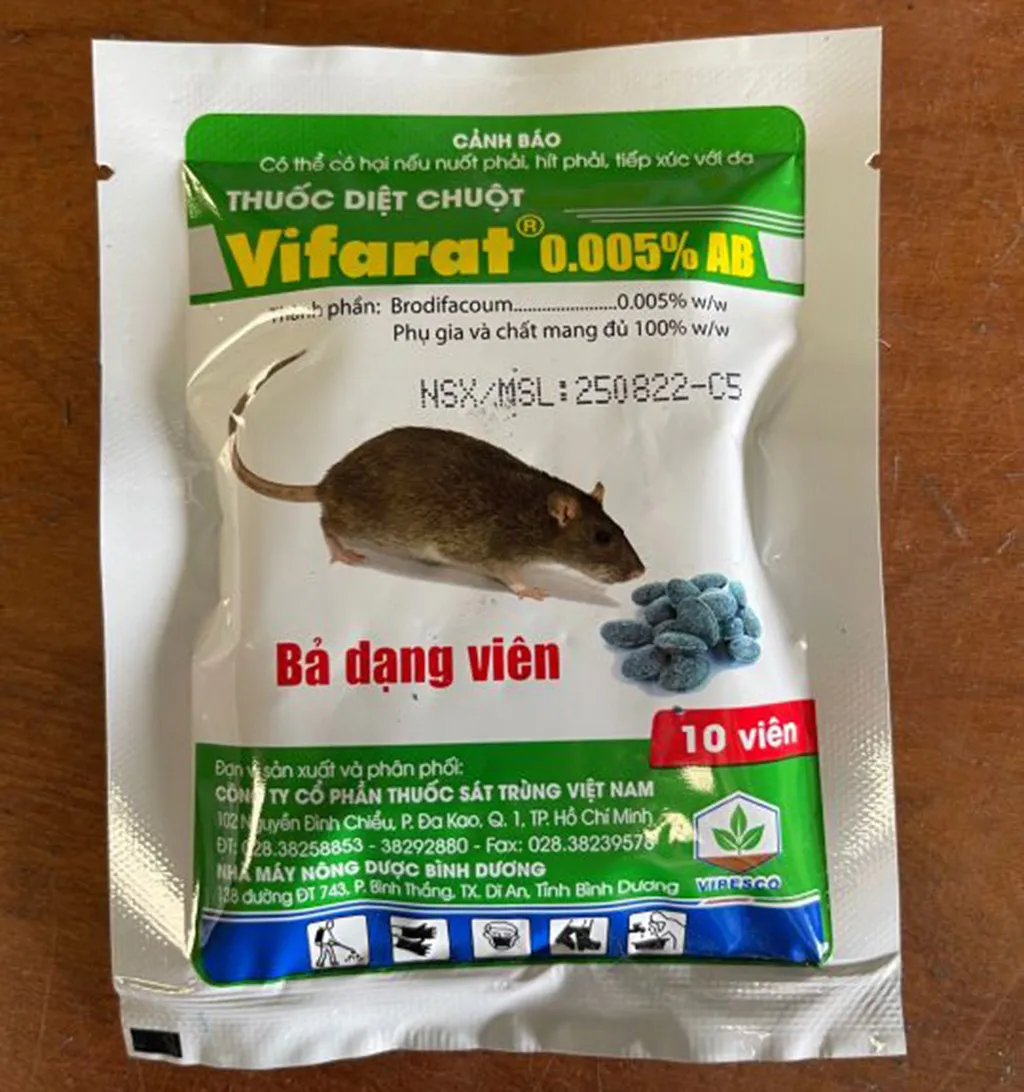 CẢNH BÁO
Có thể có hại nếu nuốt phải, hít phải, tiếp xúc với da
THUỐC DIỆT CHUỘT
Vifarat® 0.005% AB
Thành phần: Brodifacoum.....................0.005% w/w
Phụ gia và chất mang đủ 100% w/w
NSX/MSL:250822-C5
Bả dạng viên
10 viên
Đơn vị sản xuất và phân phối:
CÔNG TY CỔ PHẦN THUỐC SÁT TRÙNG VIỆT NAM
102 Nguyễn Đình Chiểu, P. Đa Kao, Q. 1, TP. Hồ Chí Minh
ĐT: 028.38258853 - 38292880 - Fax: 028.38239578
NHÀ MÁY NÔNG DƯỢC BÌNH DƯƠNG
138 đường ĐT 743, P. Bình Thắng, TX. Dĩ An, Tỉnh Bình Dương
VIPESCO